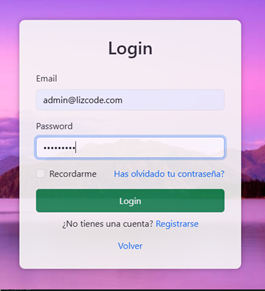 Login
Email
admin@lizcode.com
Password
•••••••••
Recordarme Has olvidado tu contraseña?
Login
¿No tienes una cuenta? Registrarse
Volver